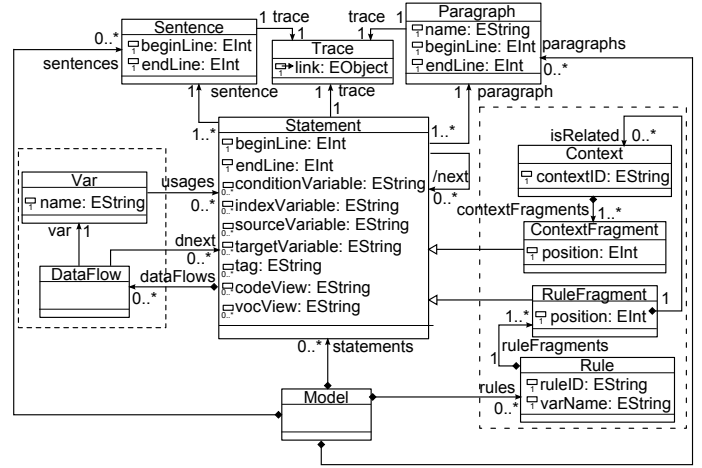 Sentence
beginLine: EInt
endLine: EInt
0..*
sentences
1 trace
1
Trace
link: EObject
trace 1
1
Paragraph
name: EString
beginLine: EInt
endLine: EInt
paragraphs
0..*
1
sentence
1..*
1
trace
1
1
paragraph
1..*
Statement
beginLine: EInt
endLine: EInt
conditionVariable: EString
indexVariable: EString
sourceVariable: EString
targetVariable: EString
tag: EString
codeView: EString
vocView: EString
/next
0..*
Var
name: EString
usages
0..*
var
1
dnext
0..*
DataFlow
dataFlows
0..*
isRelated
0..*
Context
contextID: EString
contextFragments
1..*
ContextFragment
position: EInt
RuleFragment
position: EInt
1
1..*
ruleFragments
1
Rule
ruleID: EString
varName: EString
0..*
statements
Model
rules
0..*